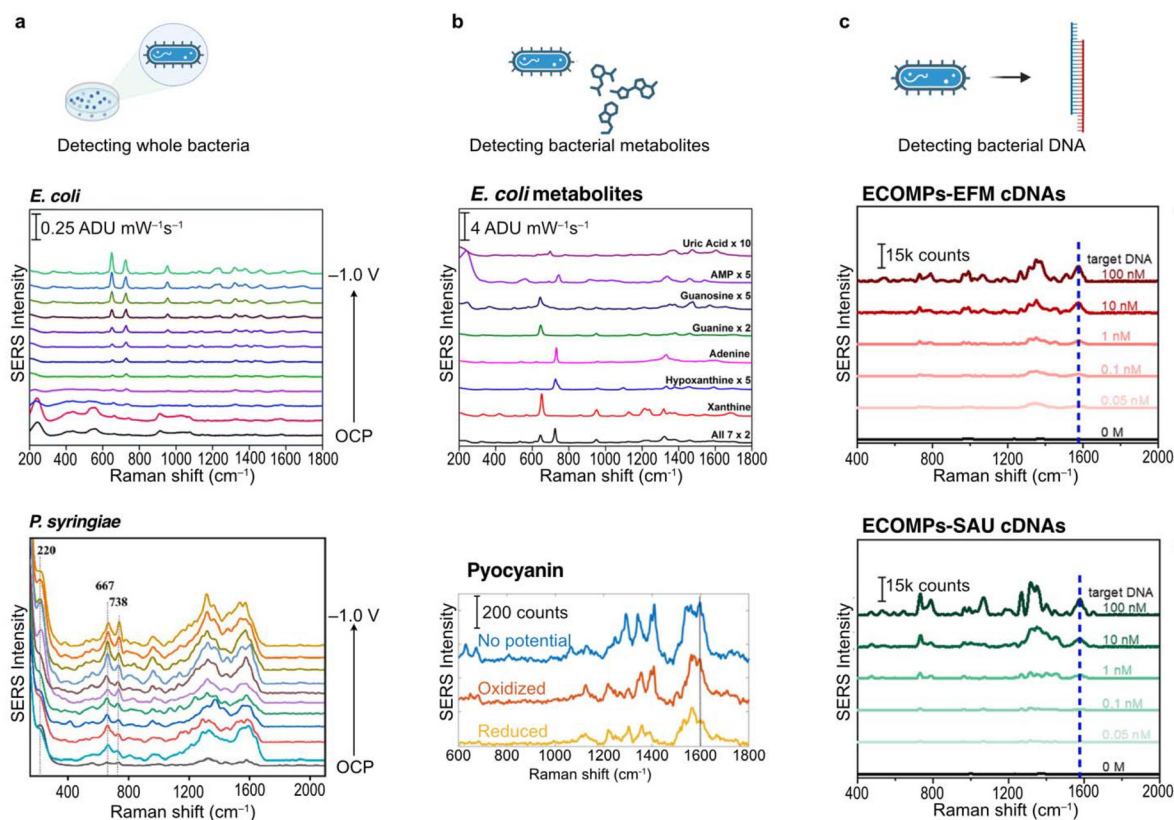 a
Detecting whole bacteria
E. coli
0.25 ADU mW⁻¹s⁻¹
SERS Intensity
−1.0 V
OCP
200 400 600 800 1000 1200 1400 1600 1800
Raman shift (cm⁻¹)
P. syringiae
220
667
738
SERS Intensity
−1.0 V
OCP
400 800 1200 1600 2000
Raman shift (cm⁻¹)
b
Detecting bacterial metabolites
E. coli metabolites
4 ADU mW⁻¹s⁻¹
SERS Intensity
Uric Acid x 10
AMP x 5
Guanosine x 5
Guanine x 2
Adenine
Hypoxanthine x 5
Xanthine
All 7 x 2
200 400 600 800 1000 1200 1400 1600 1800
Raman shift (cm⁻¹)
Pyocyanin
200 counts
SERS Intensity
No potential
Oxidized
Reduced
600 800 1000 1200 1400 1600 1800
Raman shift (cm⁻¹)
c
Detecting bacterial DNA
ECOMPs-EFM cDNAs
15k counts
SERS Intensity
target DNA
100 nM
10 nM
1 nM
0.1 nM
0.05 nM
0 M
400 800 1200 1600 2000
Raman shift (cm⁻¹)
ECOMPs-SAU cDNAs
15k counts
SERS Intensity
target DNA
100 nM
10 nM
1 nM
0.1 nM
0.05 nM
0 M
400 800 1200 1600 2000
Raman shift (cm⁻¹)